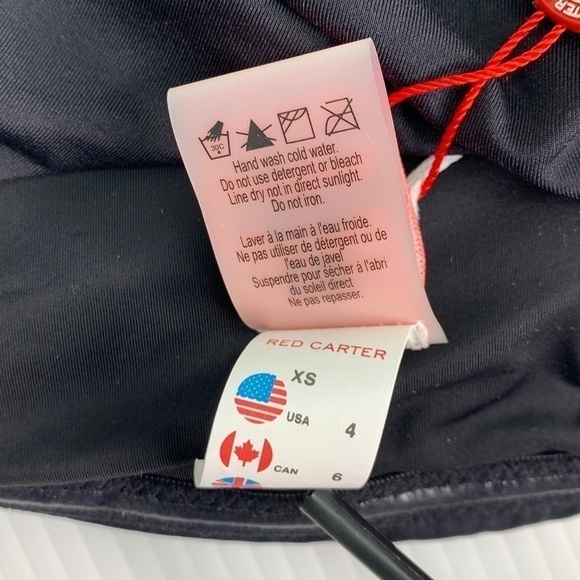 TER
30C
Hand wash cold water.
Do not use detergent or bleach
Line dry not in direct sunlight.
Do not iron.
Laver à la main à l'eau froide.
Ne pas utiliser de détergent ou de
l'eau de javel
Suspendre pour sécher à l'abri
du soleil direct
Ne pas repasser.
RED CARTER
XS
USA 4
CAN 6